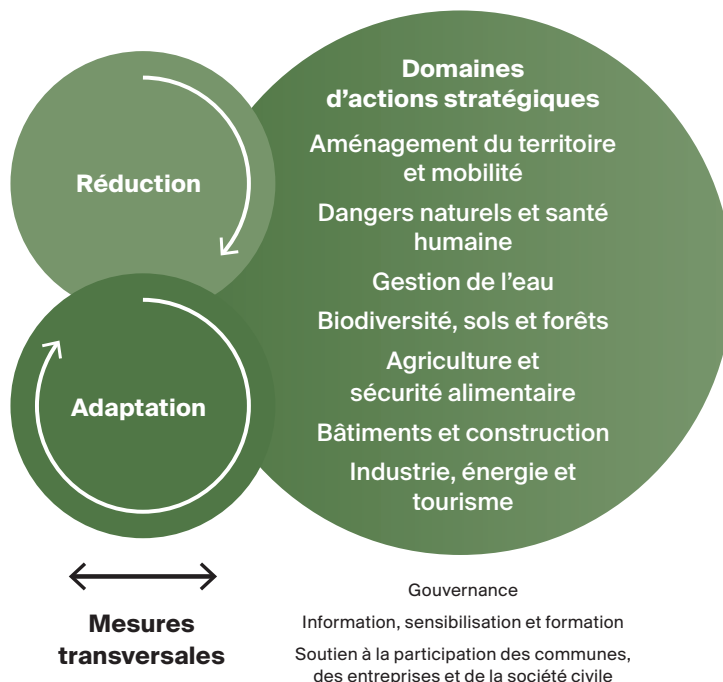 Réduction
Adaptation
Domaines
d'actions stratégiques
Aménagement du territoire
et mobilité
Dangers naturels et santé
humaine
Gestion de l'eau
Biodiversité, sols et forêts
Agriculture et
sécurité alimentaire
Bâtiments et construction
Industrie, énergie et
tourisme
Mesures
transversales
Gouvernance
Information, sensibilisation et formation
Soutien à la participation des communes,
des entreprises et de la société civile